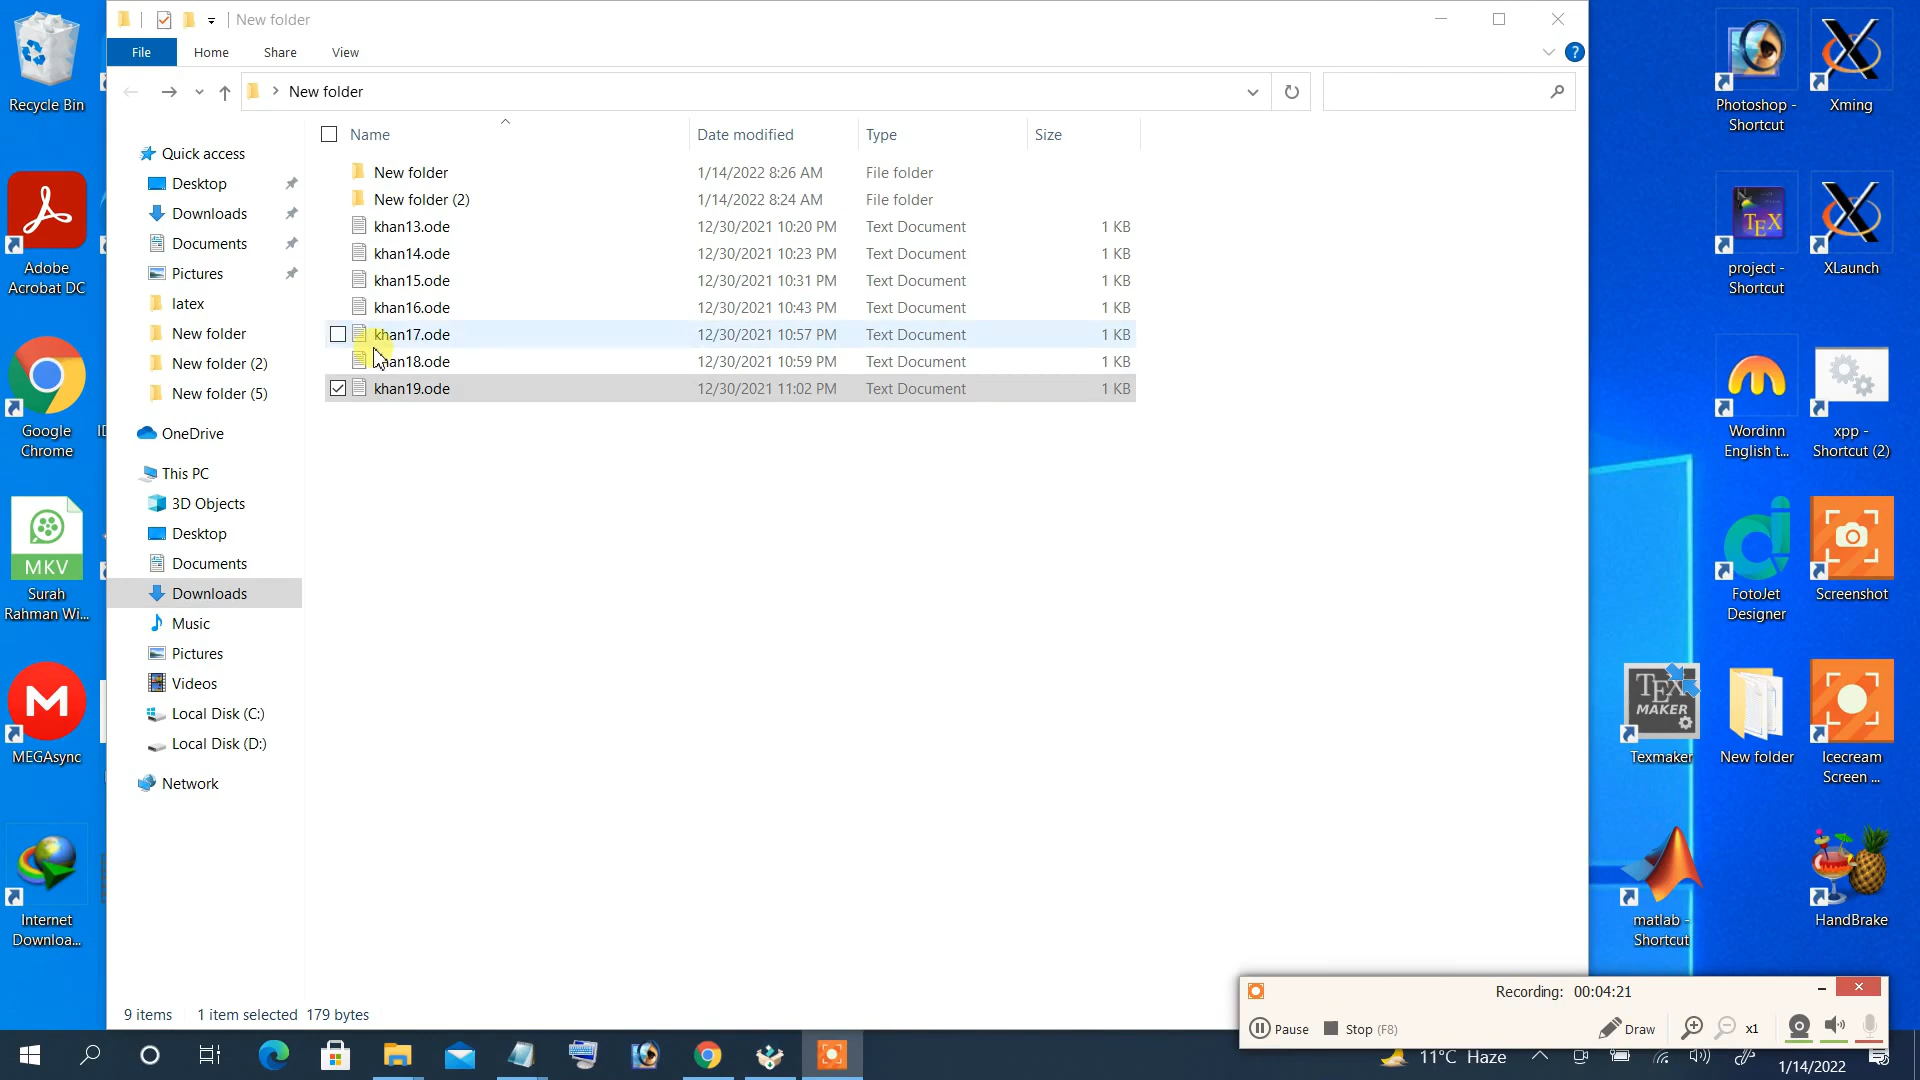 New folder
File
Home
Share
View
New folder
Name
Date modified
Type
Size
Quick access
Desktop
Downloads
Documents
Pictures
latex
New folder
New folder (2)
New folder (5)
OneDrive
This PC
3D Objects
Desktop
Documents
Downloads
Music
Pictures
Videos
Local Disk (C:)
Local Disk (D:)
Network
New folder 1/14/2022 8:26 AM File folder
New folder (2) 1/14/2022 8:24 AM File folder
khan13.ode 12/30/2021 10:20 PM Text Document 1 KB
khan14.ode 12/30/2021 10:23 PM Text Document 1 KB
khan15.ode 12/30/2021 10:31 PM Text Document 1 KB
khan16.ode 12/30/2021 10:43 PM Text Document 1 KB
khan17.ode 12/30/2021 10:57 PM Text Document 1 KB
khan18.ode 12/30/2021 10:59 PM Text Document 1 KB
khan19.ode 12/30/2021 11:02 PM Text Document 1 KB
9 items 1 item selected 179 bytes
Recycle Bin
Adobe
Acrobat DC
Google
Chrome
MKV
Surah
Rahman Wi...
MEGAsync
Internet
Downloa...
Photoshop -
Shortcut
Xming
TEX
project -
Shortcut
XLaunch
Wordinn
English t...
xpp -
Shortcut (2)
FotoJet
Designer
Screenshot
TEX
MAKER
Texmaker
New folder
Icecream
Screen ...
matlab -
Shortcut
HandBrake
Recording: 00:04:21
Pause
Stop (F8)
Draw
x1
11°C Haze
1/14/2022